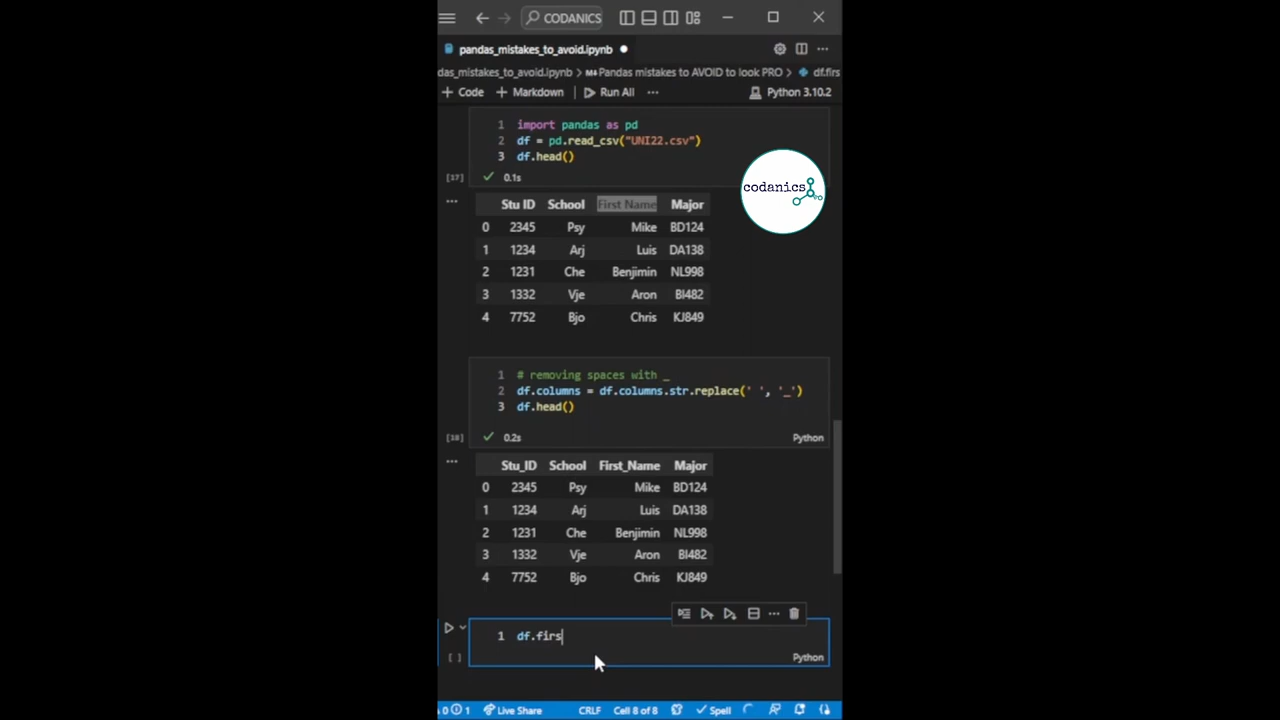 CODANICS
pandas_mistakes_to_avoid.ipynb
das_mistakes_to_avoid.ipynb > M↓ Pandas mistakes to AVOID to look PRO > df.firs
+ Code + Markdown Run All ... Python 3.10.2
1 import pandas as pd
2 df = pd.read_csv("UNI22.csv")
3 df.head()
[17] ✓ 0.1s
codanics
... Stu ID School First Name Major
0 2345 Psy Mike BD124
1 1234 Arj Luis DA138
2 1231 Che Benjimin NL998
3 1332 Vje Aron BI482
4 7752 Bjo Chris KJ849
1 # removing spaces with _
2 df.columns = df.columns.str.replace(' ', '_')
3 df.head()
[18] ✓ 0.2s Python
... Stu_ID School First_Name Major
0 2345 Psy Mike BD124
1 1234 Arj Luis DA138
2 1231 Che Benjimin NL998
3 1332 Vje Aron BI482
4 7752 Bjo Chris KJ849
1 df.firs
[ ] Python
0 1 Live Share CRLF Cell 8 of 8 ✓ Spell